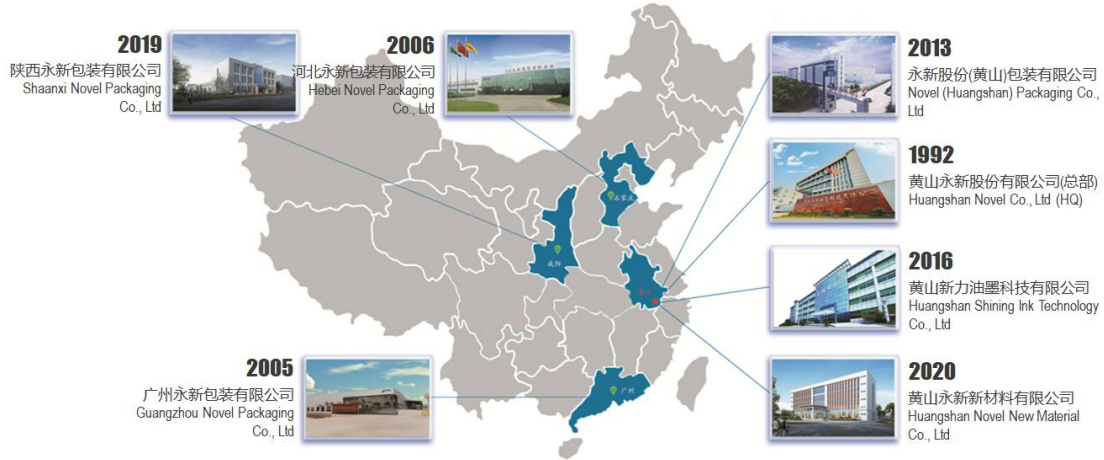 2019
陕西永新包装有限公司
Shaanxi Novel Packaging
Co., Ltd
2006
河北永新包装有限公司
Hebei Novel Packaging
Co., Ltd
2013
永新股份(黄山)包装有限公司
Novel (Huangshan) Packaging Co.,
Ltd
1992
黄山永新股份有限公司(总部)
Huangshan Novel Co., Ltd (HQ)
2016
黄山新力油墨科技有限公司
Huangshan Shining Ink Technology
Co., Ltd
2020
黄山永新新材料有限公司
Huangshan Novel New Material
Co., Ltd
2005
广州永新包装有限公司
Guangzhou Novel Packaging
Co., Ltd
石家庄
咸阳
黄山
广州